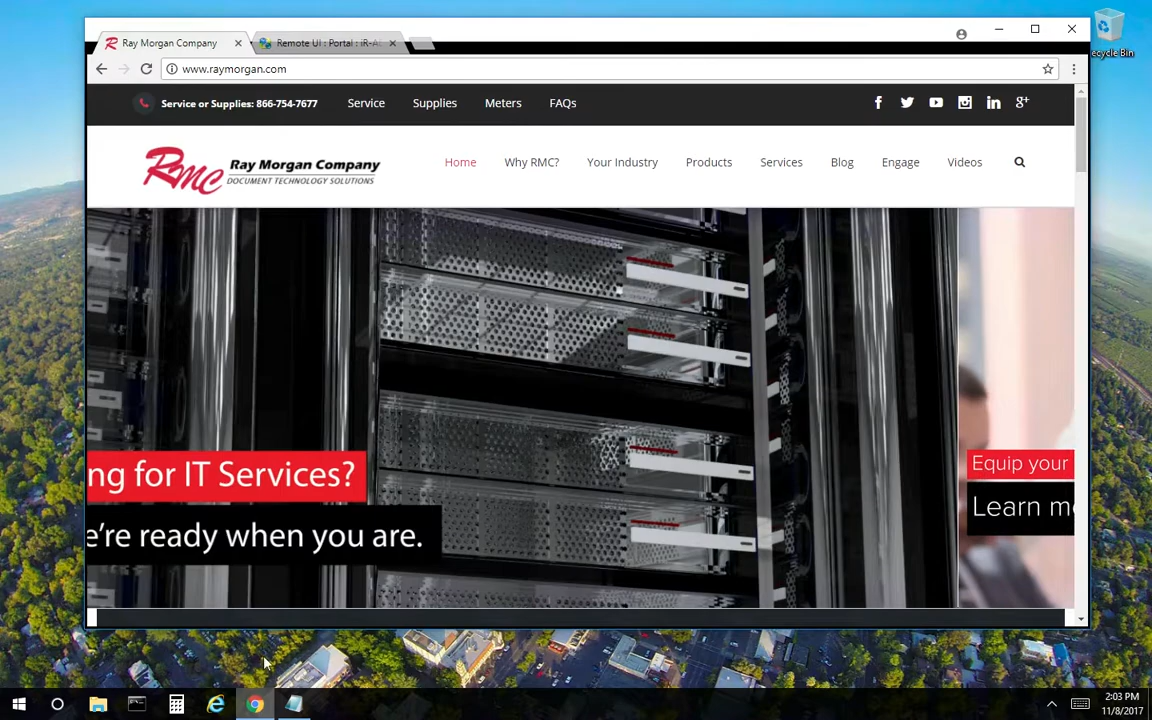 Ray Morgan Company
Remote UI : Portal : iR-A
www.raymorgan.com
Recycle Bin
Service or Supplies: 866-754-7677
Service
Supplies
Meters
FAQs
RMC Ray Morgan Company
DOCUMENT TECHNOLOGY SOLUTIONS
Home
Why RMC?
Your Industry
Products
Services
Blog
Engage
Videos
ng for IT Services?
e're ready when you are.
Equip your
Learn mo
2:03 PM
11/8/2017